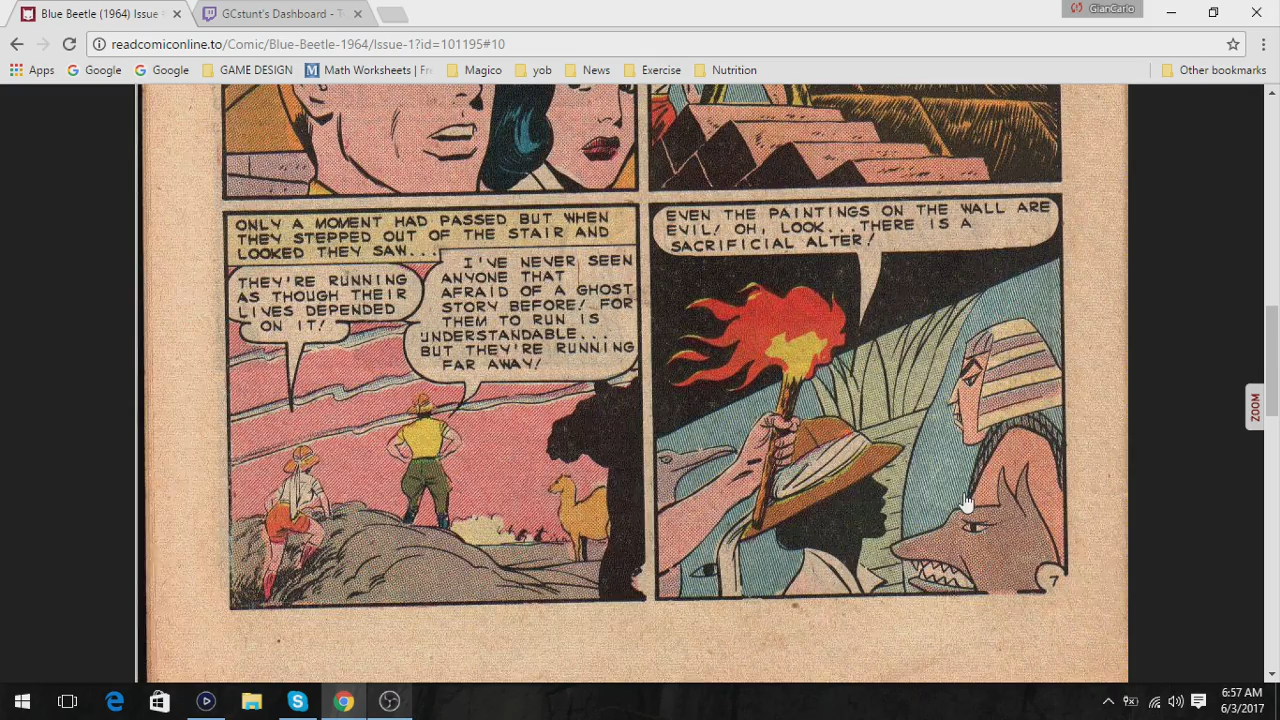 Blue Beetle (1964) Issue
GCstunt's Dashboard - Tv
GianCarlo
readcomiconline.to/Comic/Blue-Beetle-1964/Issue-1?id=101195#10
Apps Google Google GAME DESIGN Math Worksheets | Fr Magico yob News Exercise Nutrition Other bookmarks
ONLY A MOMENT HAD PASSED BUT WHEN
THEY STEPPED OUT OF THE STAIR AND
LOOKED THEY SAW...
THEY'RE RUNNING
AS THOUGH THEIR
LIVES DEPENDED
ON IT!
I'VE NEVER SEEN
ANYONE THAT
AFRAID OF A GHOST
STORY BEFORE! FOR
THEM TO RUN IS
UNDERSTANDABLE...
BUT THEY'RE RUNNING
FAR AWAY!
EVEN THE PAINTINGS ON THE WALL ARE
EVIL! OH, LOOK...THERE IS A
SACRIFICIAL ALTER!
7
ZOOM
6:57 AM
6/3/2017